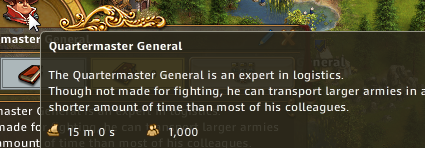 Quartermaster General
The Quartermaster General is an expert in logistics.
Though not made for fighting, he can transport larger armies in a
shorter amount of time than most of his colleagues.
15 m 0 s 1,000